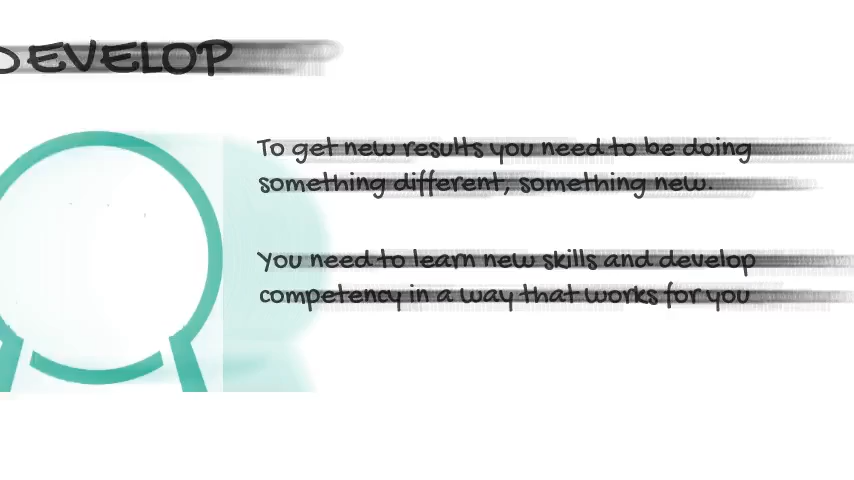 DEVELOP
To get new results you need to be doing
something different, something new.
You need to learn new skills and develop
competency in a way that works for you